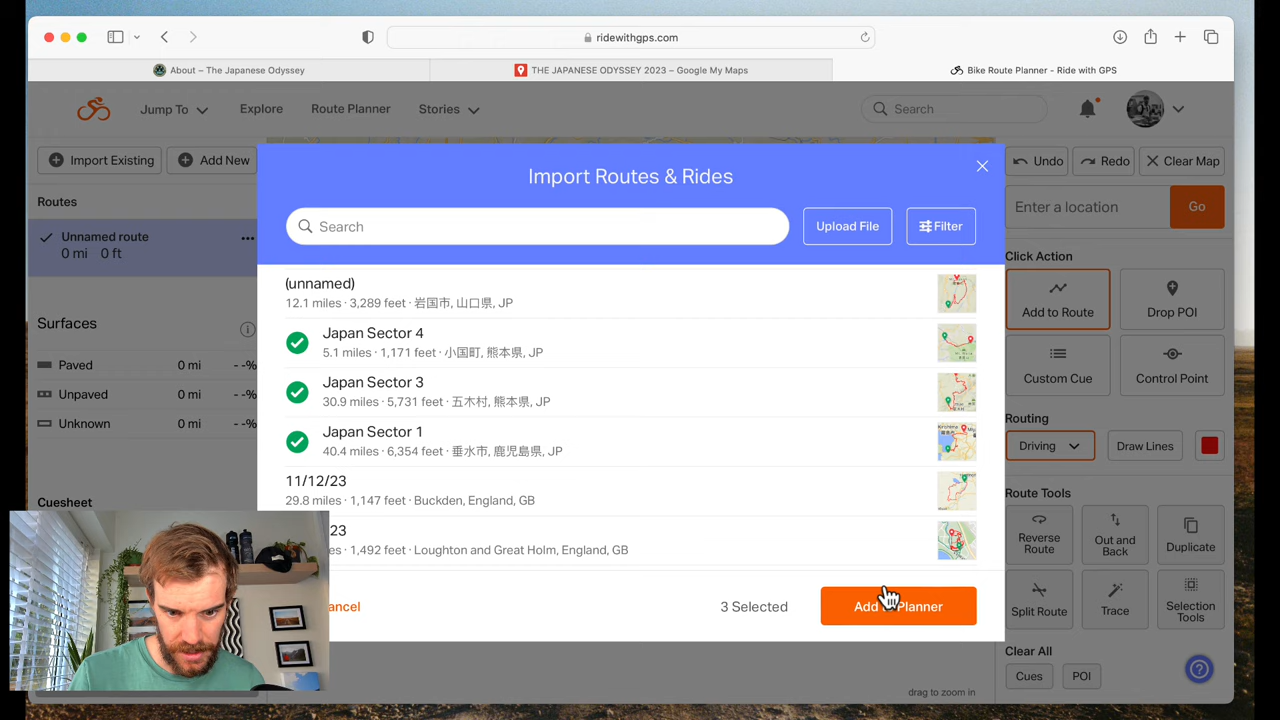 ridewithgps.com
About – The Japanese Odyssey
THE JAPANESE ODYSSEY 2023 – Google My Maps
Bike Route Planner - Ride with GPS
Jump To
Explore
Route Planner
Stories
Search
Import Existing
Add New
Undo
Redo
Clear Map
Import Routes & Rides
Search
Upload File
Filter
Routes
Unnamed route
0 mi 0 ft
Surfaces
Paved 0 mi - -%
Unpaved 0 mi - -%
Unknown 0 mi - -%
Cuesheet
(unnamed)
12.1 miles · 3,289 feet · 岩国市, 山口県, JP
Japan Sector 4
5.1 miles · 1,171 feet · 小国町, 熊本県, JP
Japan Sector 3
30.9 miles · 5,731 feet · 五木村, 熊本県, JP
Japan Sector 1
40.4 miles · 6,354 feet · 垂水市, 鹿児島県, JP
11/12/23
29.8 miles · 1,147 feet · Buckden, England, GB
23
es · 1,492 feet · Loughton and Great Holm, England, GB
ancel
3 Selected
Add Planner
Enter a location
Go
Click Action
Add to Route
Drop POI
Custom Cue
Control Point
Routing
Driving
Draw Lines
Route Tools
Reverse Route
Out and Back
Duplicate
Split Route
Trace
Selection Tools
Clear All
Cues
POI
drag to zoom in